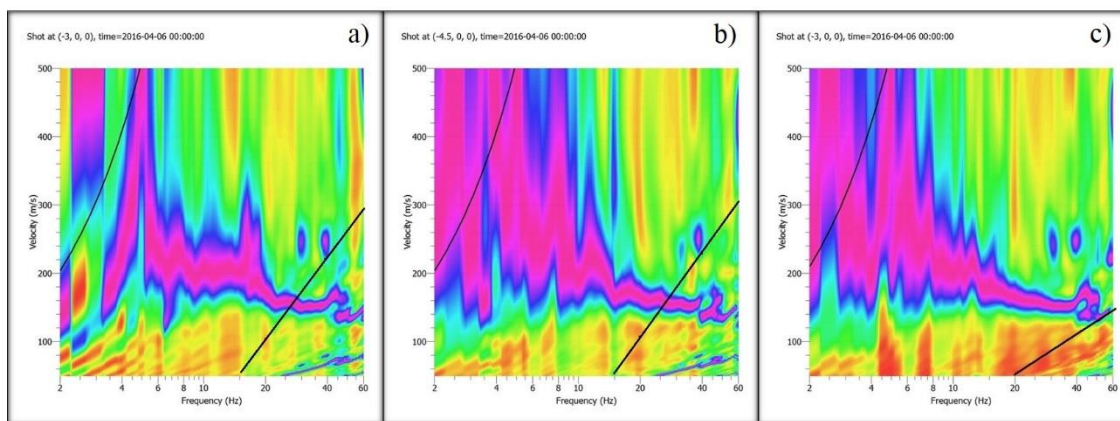 Shot at (-3, 0, 0), time=2016-04-06 00:00:00
a)
500
400
300
200
100
Velocity (m/s)
2 4 6 8 10 20 40 60
Frequency (Hz)
Shot at (-4.5, 0, 0), time=2016-04-06 00:00:00
b)
500
400
300
200
100
Velocity (m/s)
2 4 6 8 10 20 40 60
Frequency (Hz)
Shot at (-3, 0, 0), time=2016-04-06 00:00:00
c)
500
400
300
200
100
Velocity (m/s)
2 4 6 8 10 20 40 60
Frequency (Hz)